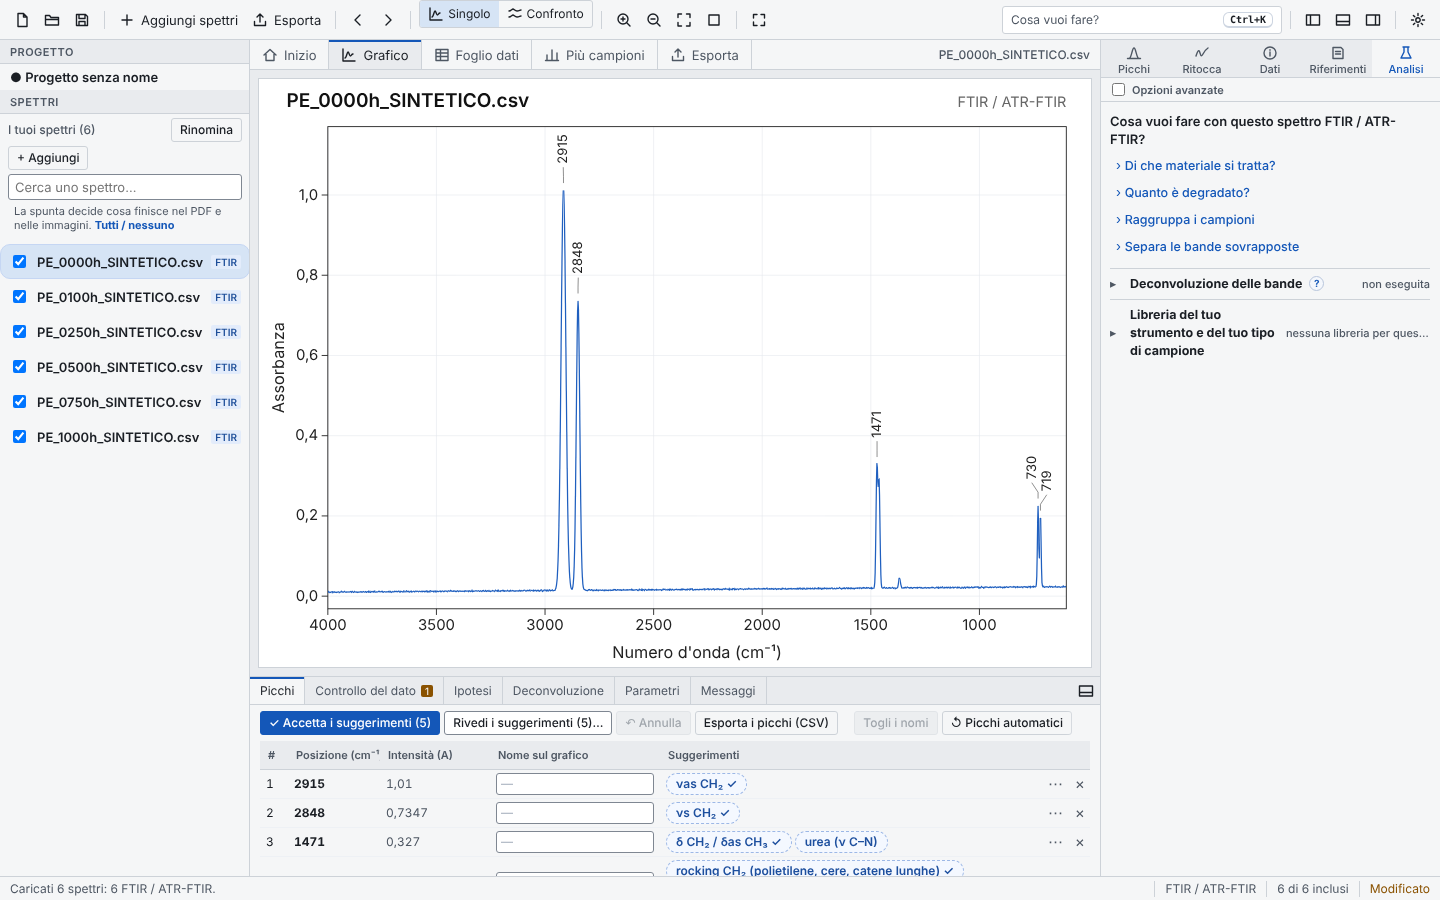 Aggiungi spettri
Esporta
Singolo
Confronto
Cosa vuoi fare?
Ctrl+K
PROGETTO
Progetto senza nome
SPETTRI
I tuoi spettri (6)
Rinomina
+ Aggiungi
Cerca uno spettro...
La spunta decide cosa finisce nel PDF e
nelle immagini. Tutti / nessuno
PE_0000h_SINTETICO.csv FTIR
PE_0100h_SINTETICO.csv FTIR
PE_0250h_SINTETICO.csv FTIR
PE_0500h_SINTETICO.csv FTIR
PE_0750h_SINTETICO.csv FTIR
PE_1000h_SINTETICO.csv FTIR
Inizio
Grafico
Foglio dati
Più campioni
Esporta
PE_0000h_SINTETICO.csv
PE_0000h_SINTETICO.csv
FTIR / ATR-FTIR
2915
2848
1471
730
719
Assorbanza
1,0
0,8
0,6
0,4
0,2
0,0
4000 3500 3000 2500 2000 1500 1000
Numero d'onda (cm⁻¹)
Picchi
Controllo del dato 1
Ipotesi
Deconvoluzione
Parametri
Messaggi
✓ Accetta i suggerimenti (5)
Rivedi i suggerimenti (5)...
↶ Annulla
Esporta i picchi (CSV)
Togli i nomi
↺ Picchi automatici
# Posizione (cm⁻¹ Intensità (A) Nome sul grafico Suggerimenti
1 2915 1,01 — νas CH₂ ✓ ··· ×
2 2848 0,7347 — νs CH₂ ✓ ··· ×
3 1471 0,327 — δ CH₂ / δas CH₃ ✓ urea (ν C–N) ··· ×
rocking CH₂ (polietilene, cere, catene lunghe) ✓
Picchi
Ritocca
Dati
Riferimenti
Analisi
Opzioni avanzate
Cosa vuoi fare con questo spettro FTIR / ATR-
FTIR?
› Di che materiale si tratta?
› Quanto è degradato?
› Raggruppa i campioni
› Separa le bande sovrapposte
▸ Deconvoluzione delle bande ? non eseguita
Libreria del tuo
▸ strumento e del tuo tipo nessuna libreria per ques...
di campione
Caricati 6 spettri: 6 FTIR / ATR-FTIR.
FTIR / ATR-FTIR
6 di 6 inclusi
Modificato